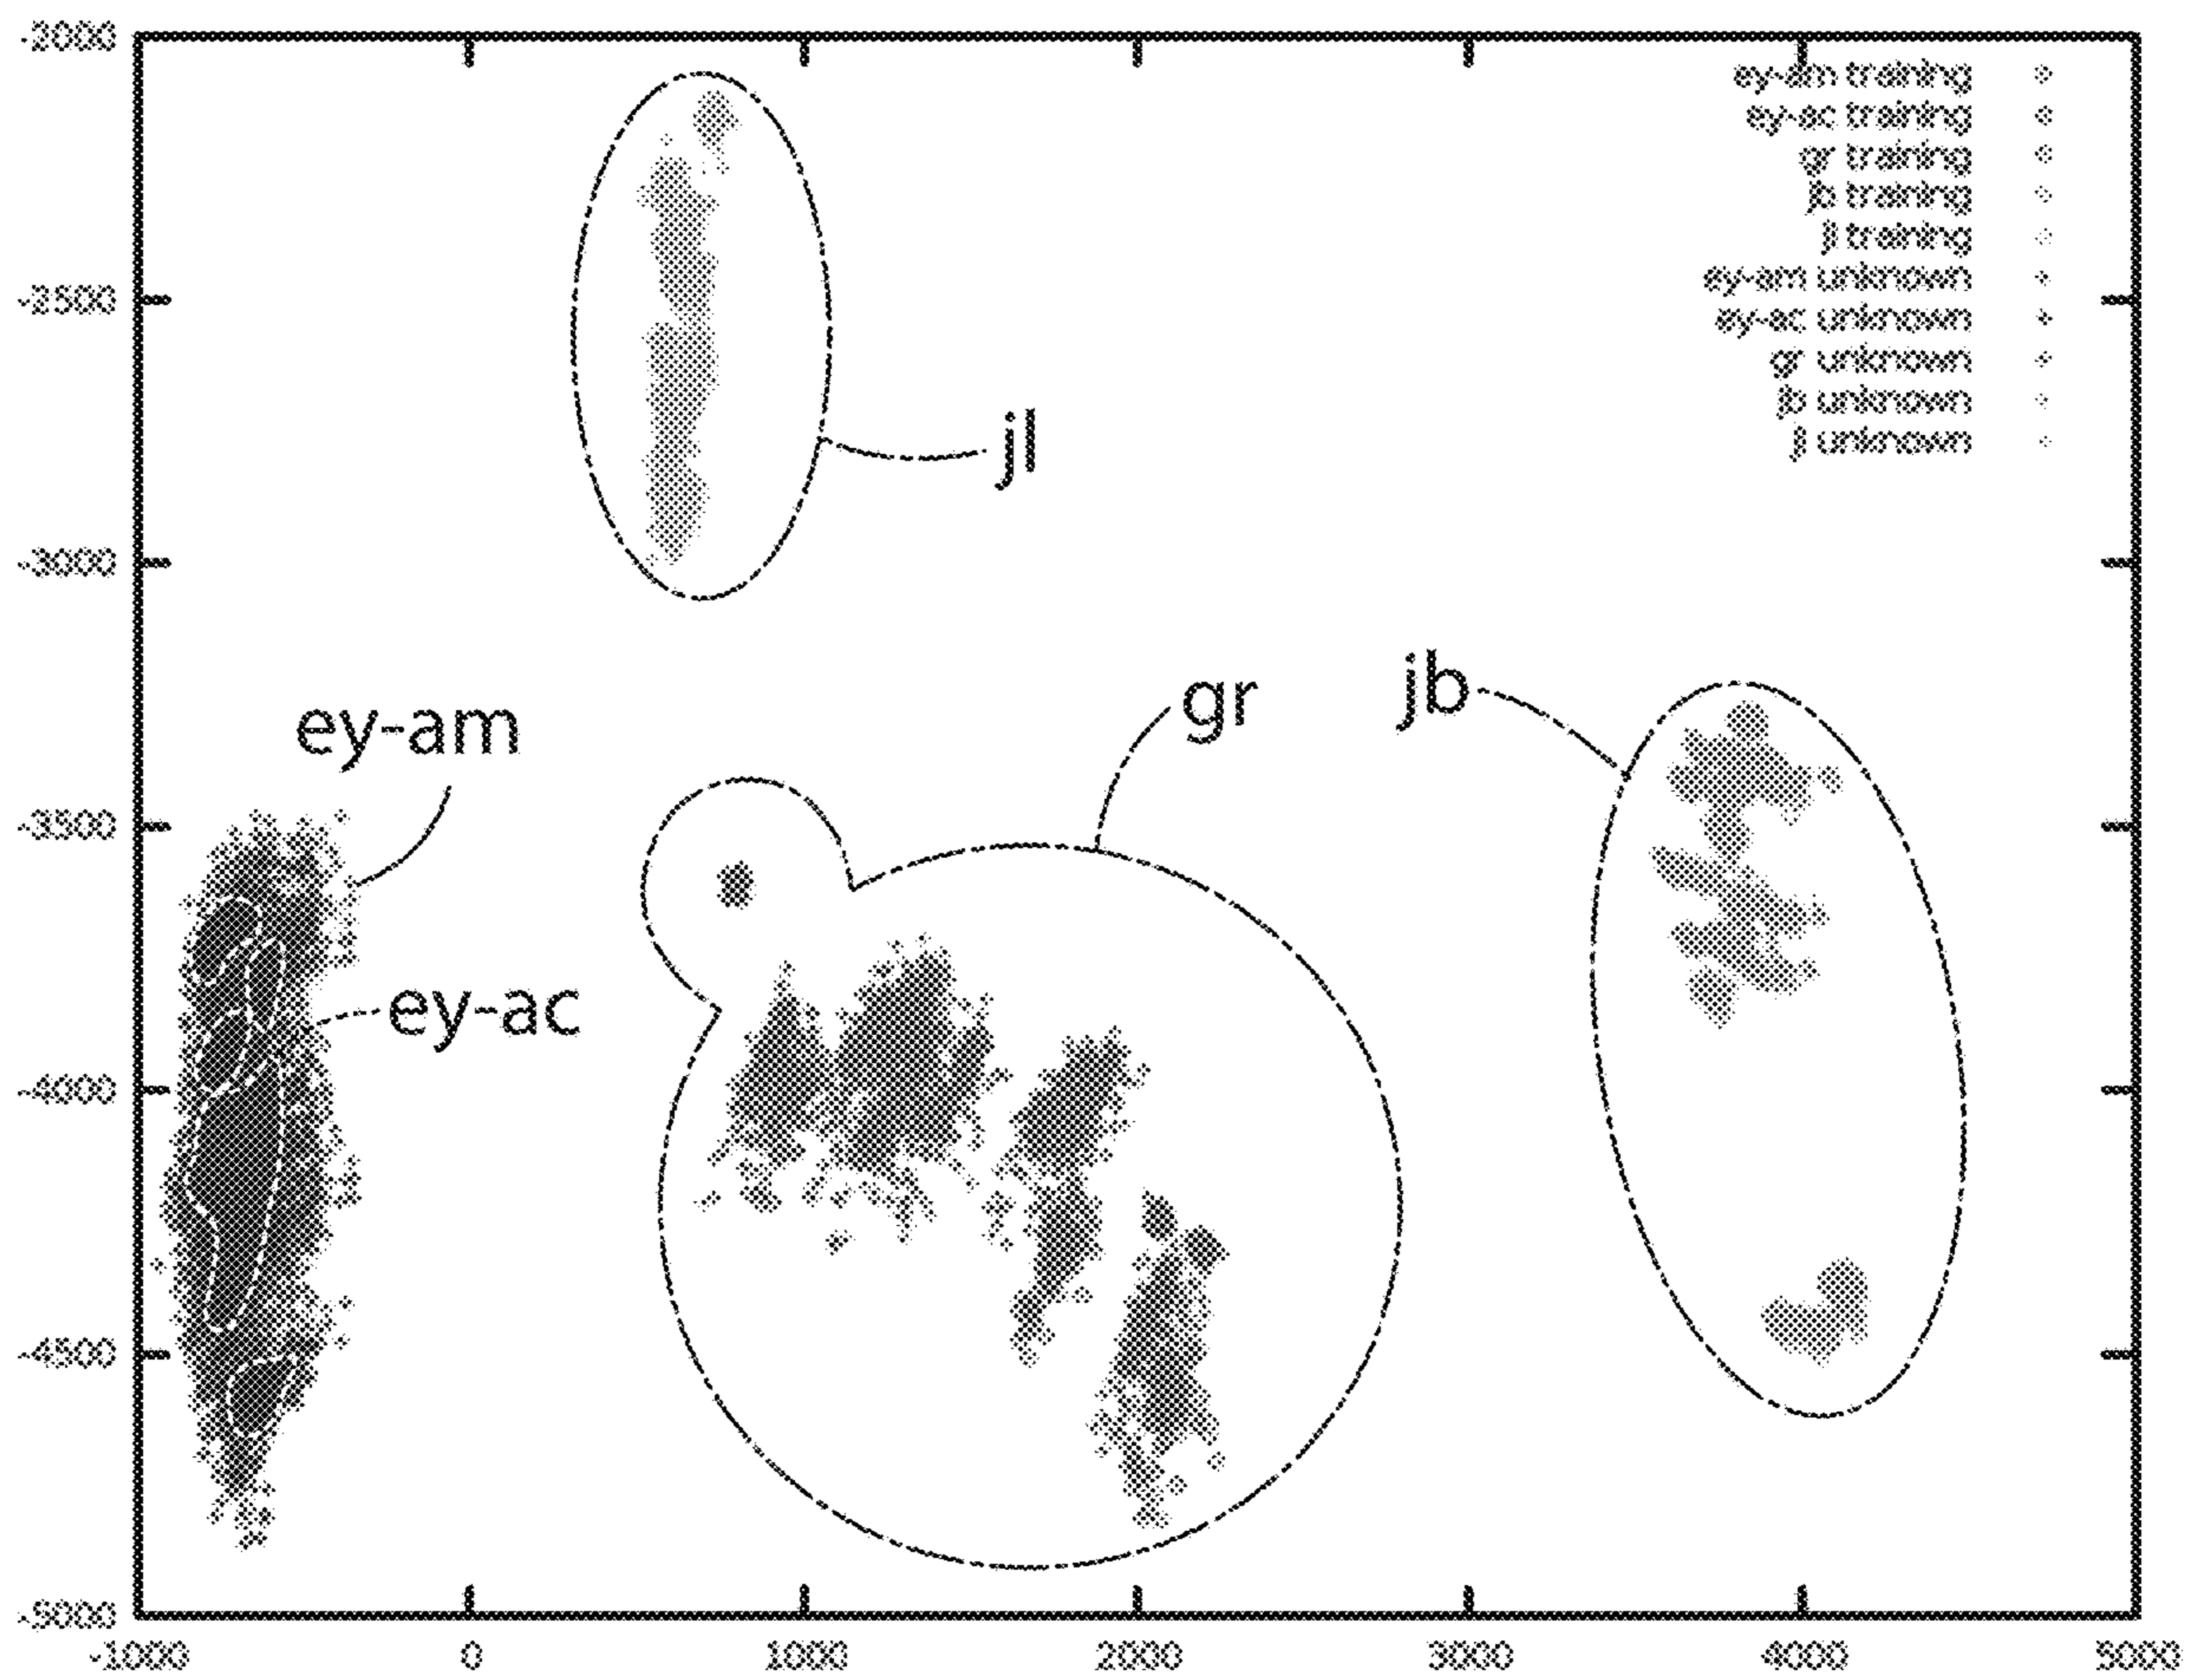 -2000
ey-am training
ey-ac training
gr training
jb training
jl training
-2500
ey-am unknown
ey-ac unknown
gr unknown
jb unknown
jl unknown
jl
-3000
jb
gr
ey-am
-3500
ey-ac
-4000
-4500
-5000
-1000 0 1000 2000 3000 4000 5000